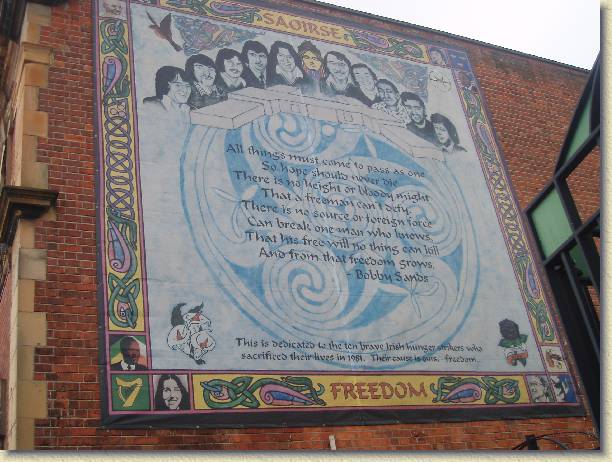 SAOIRSE
All things must come to pass as one
So hope should never die
There is no height or bloody might
That a freeman can't defy.
There is no source or foreign force
Can break one man who knows,
That his free will no thing can kill
And from that freedom grows.
- Bobby Sands
This is dedicated to the ten brave Irish hunger strikers who
sacrificed their lives in 1981. Their cause is ours, freedom.
FREEDOM